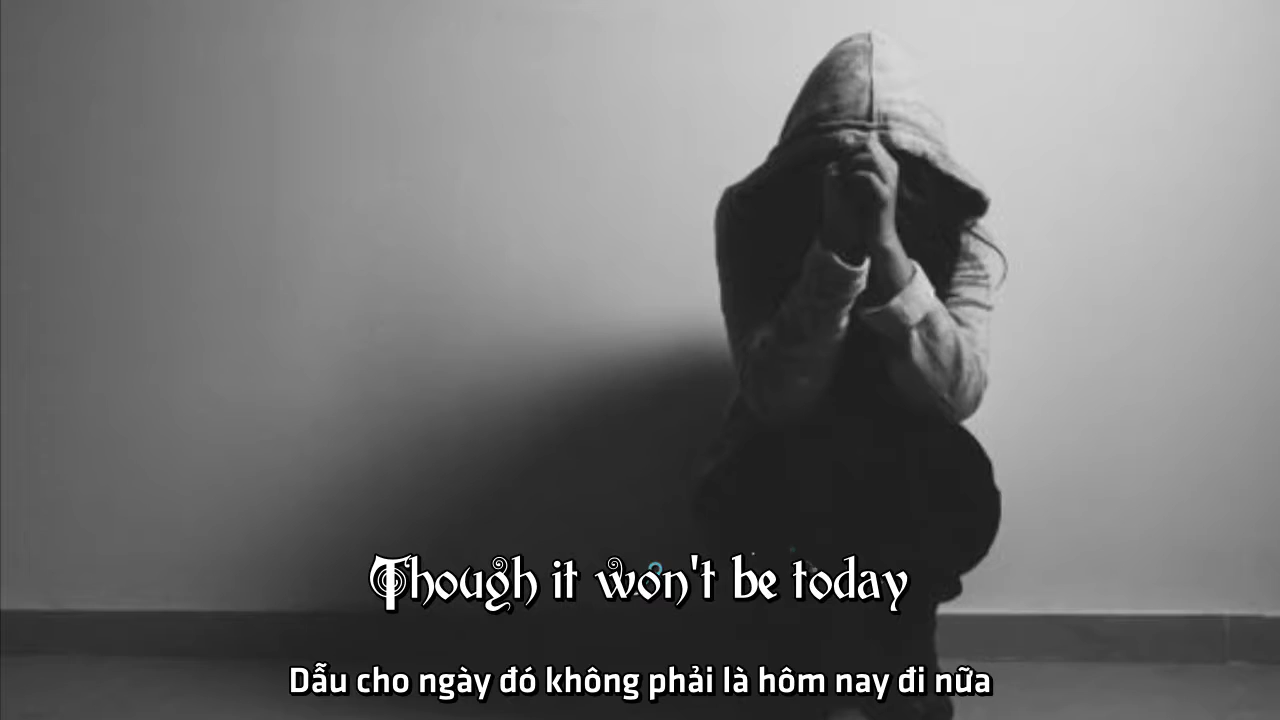 Though it won't be today
Dẫu cho ngày đó không phải là hôm nay đi nữa